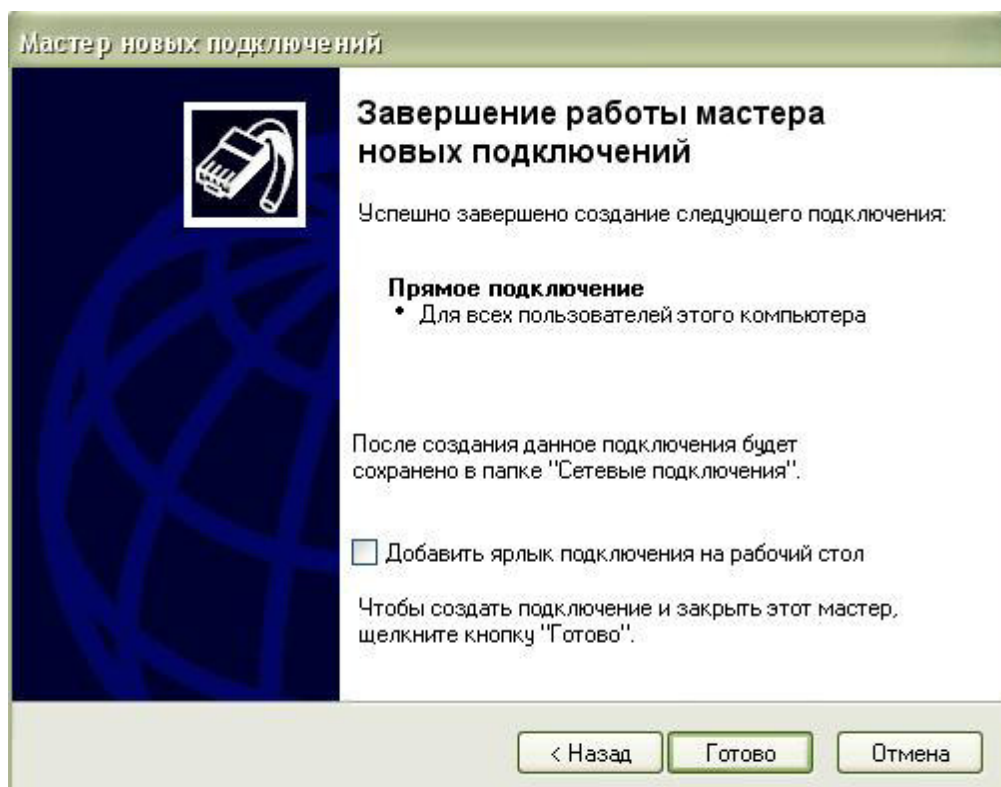 Мастер новых подключений
Завершение работы мастера
новых подключений
Успешно завершено создание следующего подключения:
Прямое подключение
• Для всех пользователей этого компьютера
После создания данное подключения будет
сохранено в папке "Сетевые подключения".
Добавить ярлык подключения на рабочий стол
Чтобы создать подключение и закрыть этот мастер,
щелкните кнопку "Готово".
< Назад
Готово
Отмена